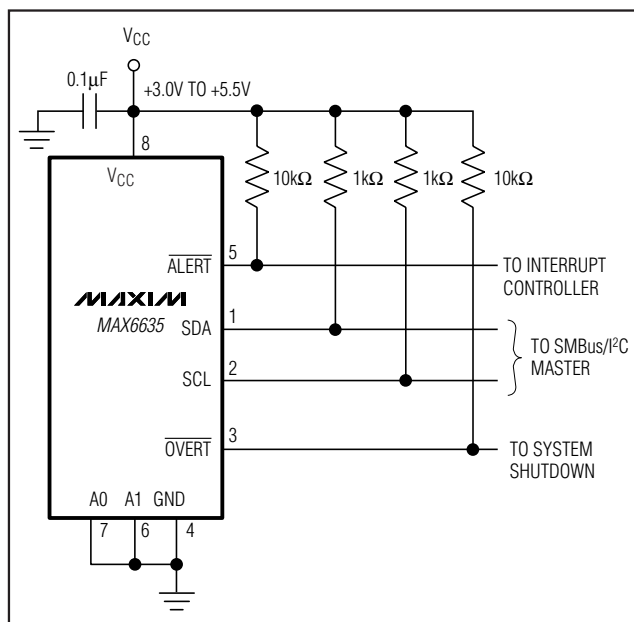 VCC
0.1µF
+3.0V TO +5.5V
8
VCC
10kΩ
1kΩ
1kΩ
10kΩ
ALERT
5
TO INTERRUPT
CONTROLLER
MAXIM
MAX6635
SDA
1
TO SMBus/I²C
MASTER
SCL
2
OVERT
3
TO SYSTEM
SHUTDOWN
A0 A1 GND
7 6 4